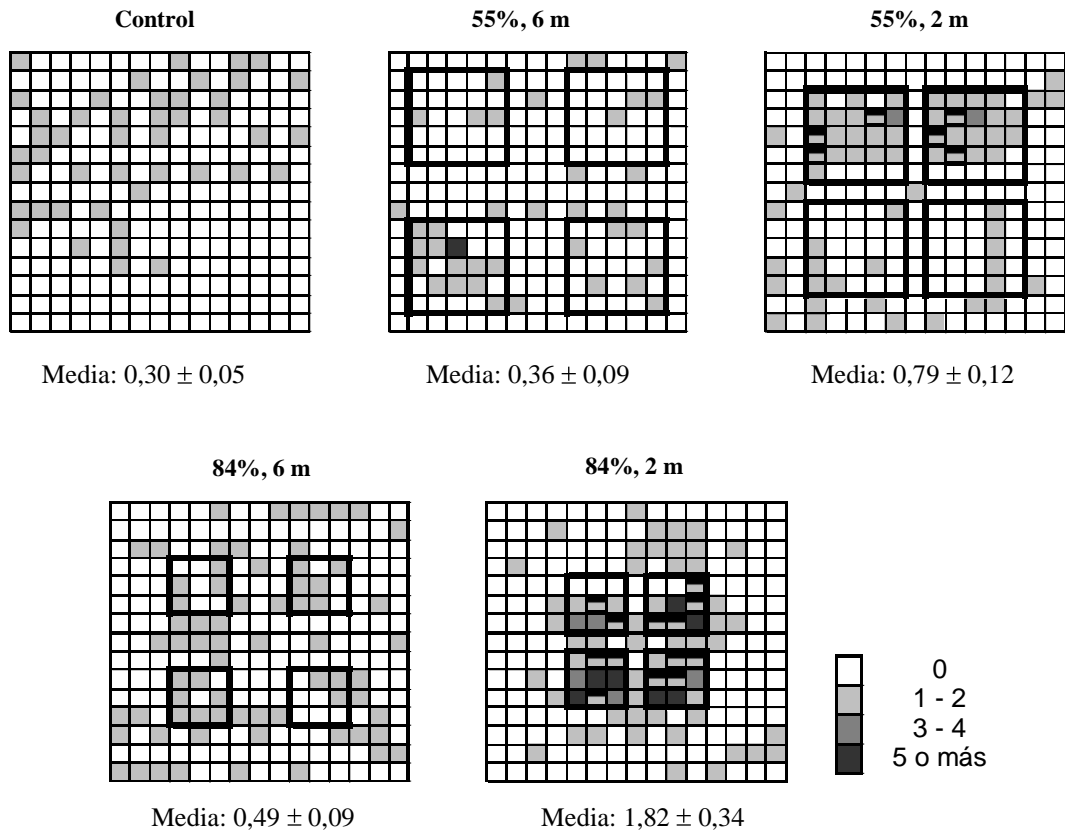 Control
55%, 6 m
55%, 2 m
Media: 0,30 ± 0,05
Media: 0,36 ± 0,09
Media: 0,79 ± 0,12
84%, 6 m
84%, 2 m
0
1 - 2
3 - 4
5 o más
Media: 0,49 ± 0,09
Media: 1,82 ± 0,34